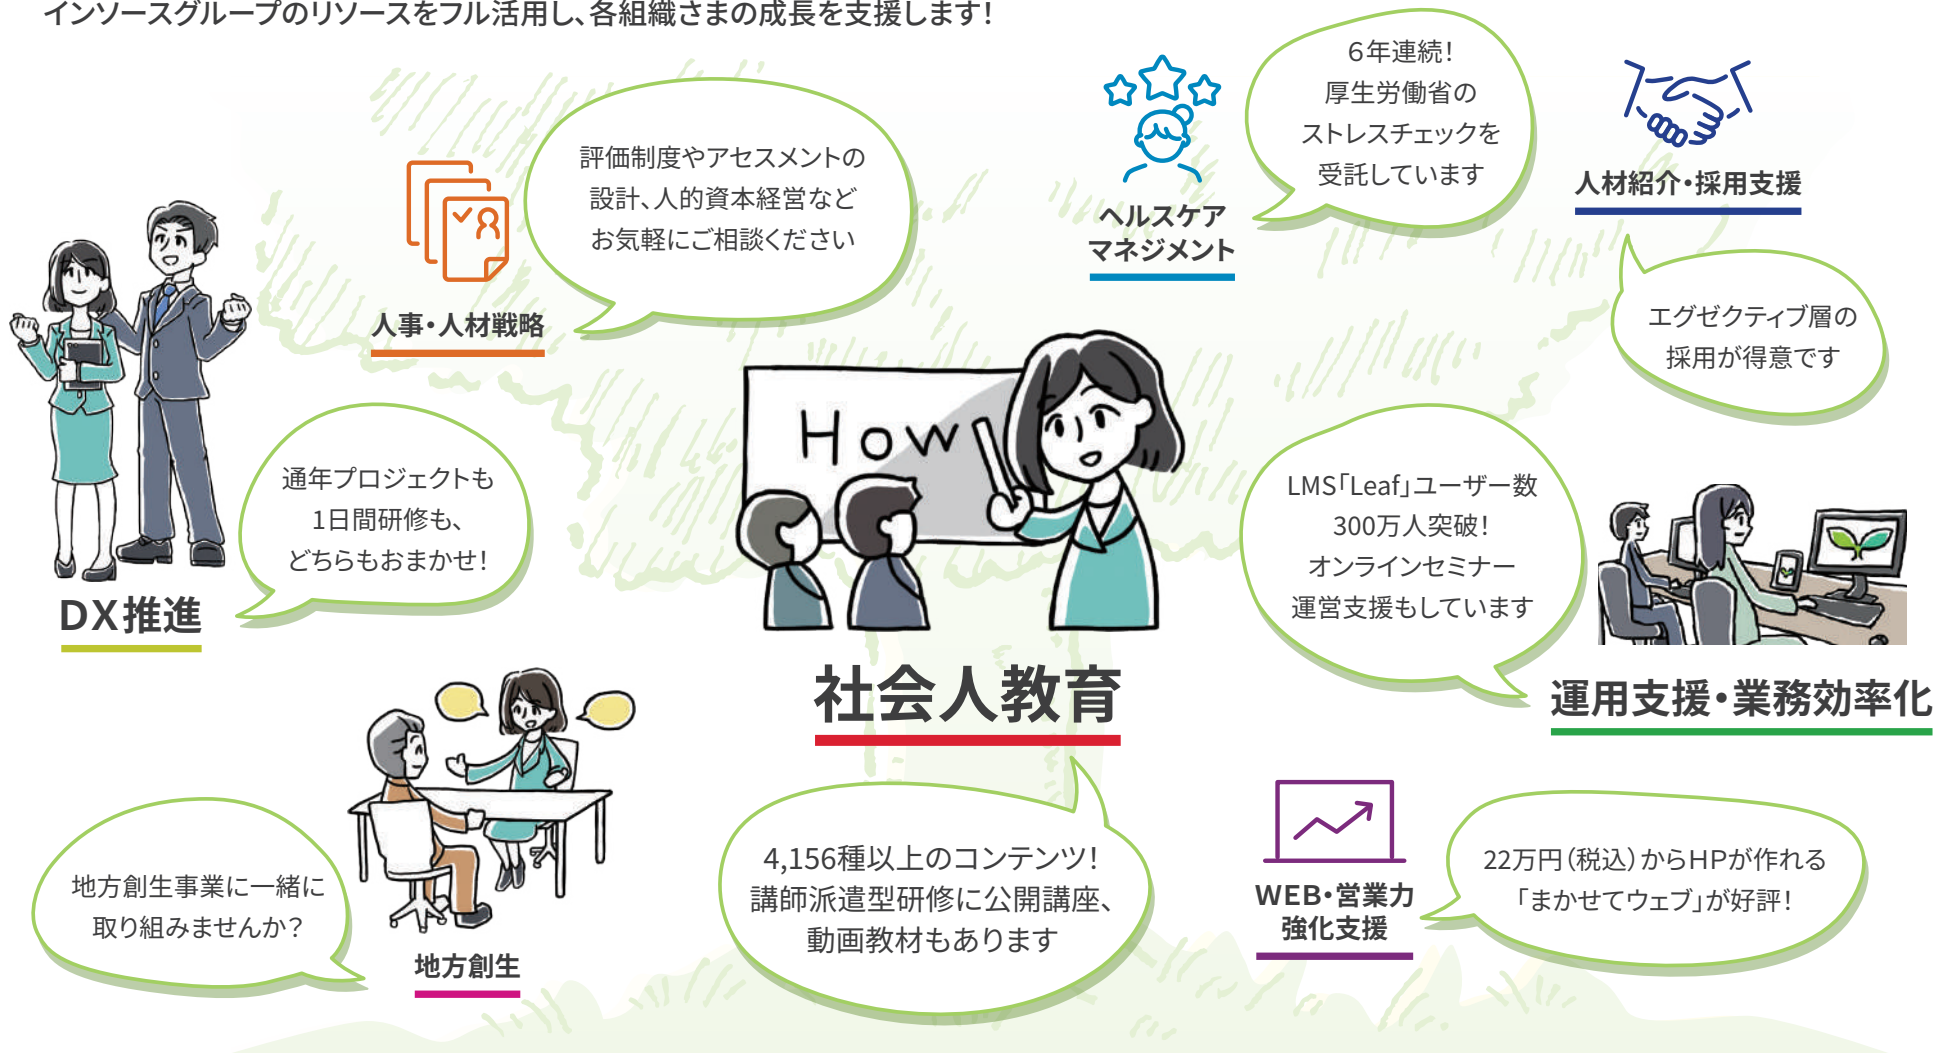 インソースグループのリソースをフル活用し、各組織さまの成長を支援します!
評価制度やアセスメントの
設計、人的資本経営など
お気軽にご相談ください
人事・人材戦略
6年連続!
厚生労働省の
ストレスチェックを
受託しています
ヘルスケア
マネジメント
人材紹介・採用支援
エグゼクティブ層の
採用が得意です
通年プロジェクトも
1日間研修も、
どちらもおまかせ!
DX推進
How
社会人教育
4,156種以上のコンテンツ!
講師派遣型研修に公開講座、
動画教材もあります
LMS「Leaf」ユーザー数
300万人突破!
オンラインセミナー
運営支援もしています
運用支援・業務効率化
地方創生事業に一緒に
取り組みませんか?
地方創生
WEB・営業力
強化支援
22万円(税込)からHPが作れる
「まかせてウェブ」が好評!